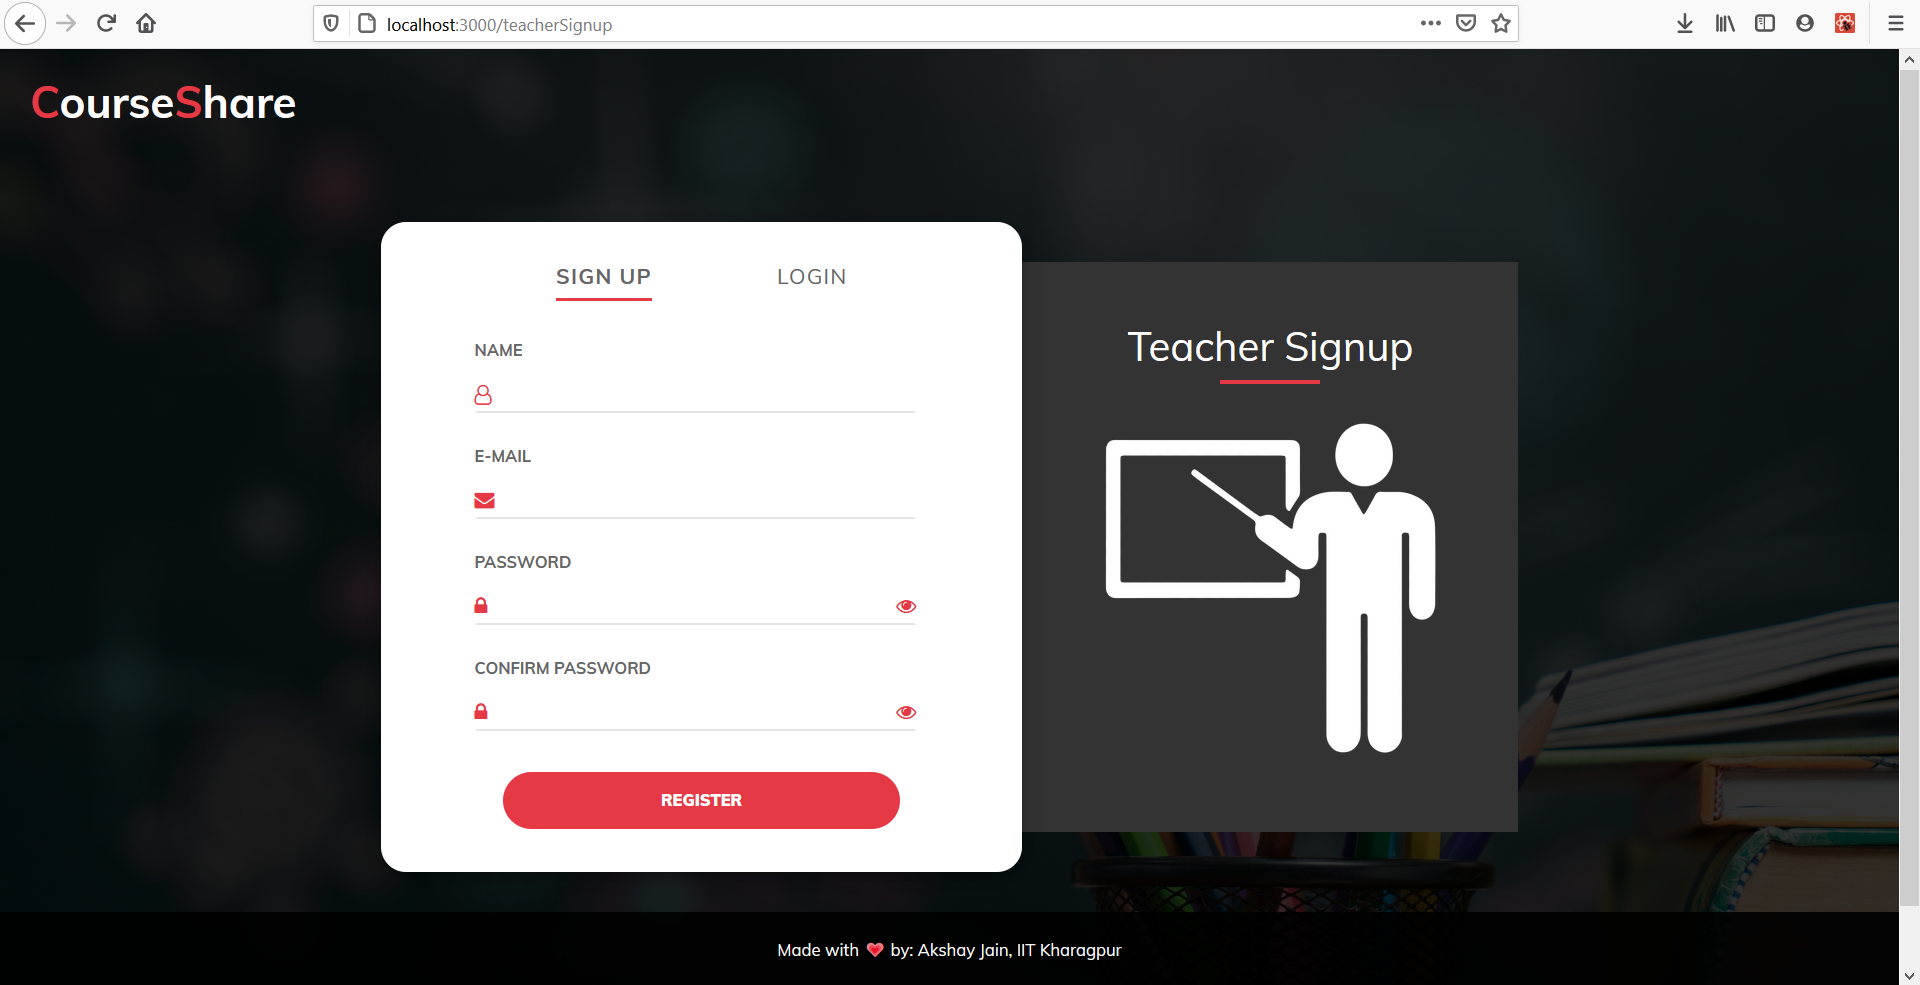 localhost:3000/teacherSignup
CourseShare
SIGN UP
LOGIN
NAME
E-MAIL
PASSWORD
CONFIRM PASSWORD
REGISTER
Teacher Signup
Made with ❤ by: Akshay Jain, IIT Kharagpur